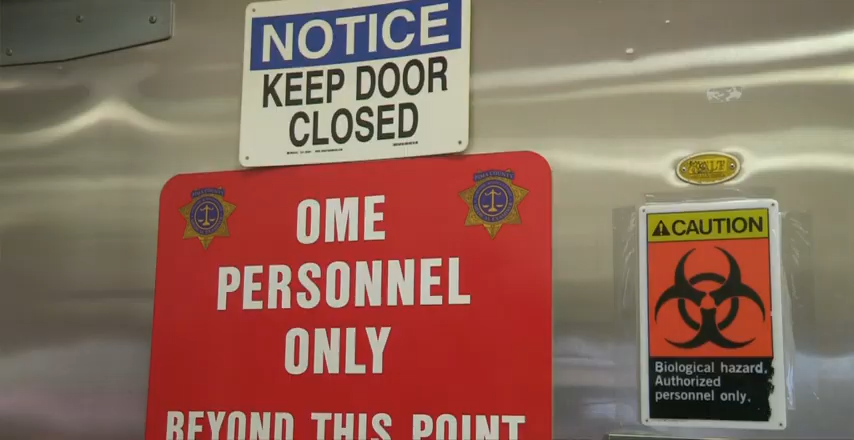 NOTICE
KEEP DOOR
CLOSED
OME
PERSONNEL
ONLY
BEYOND THIS POINT
CAUTION
Biological hazard.
Authorized
personnel only.